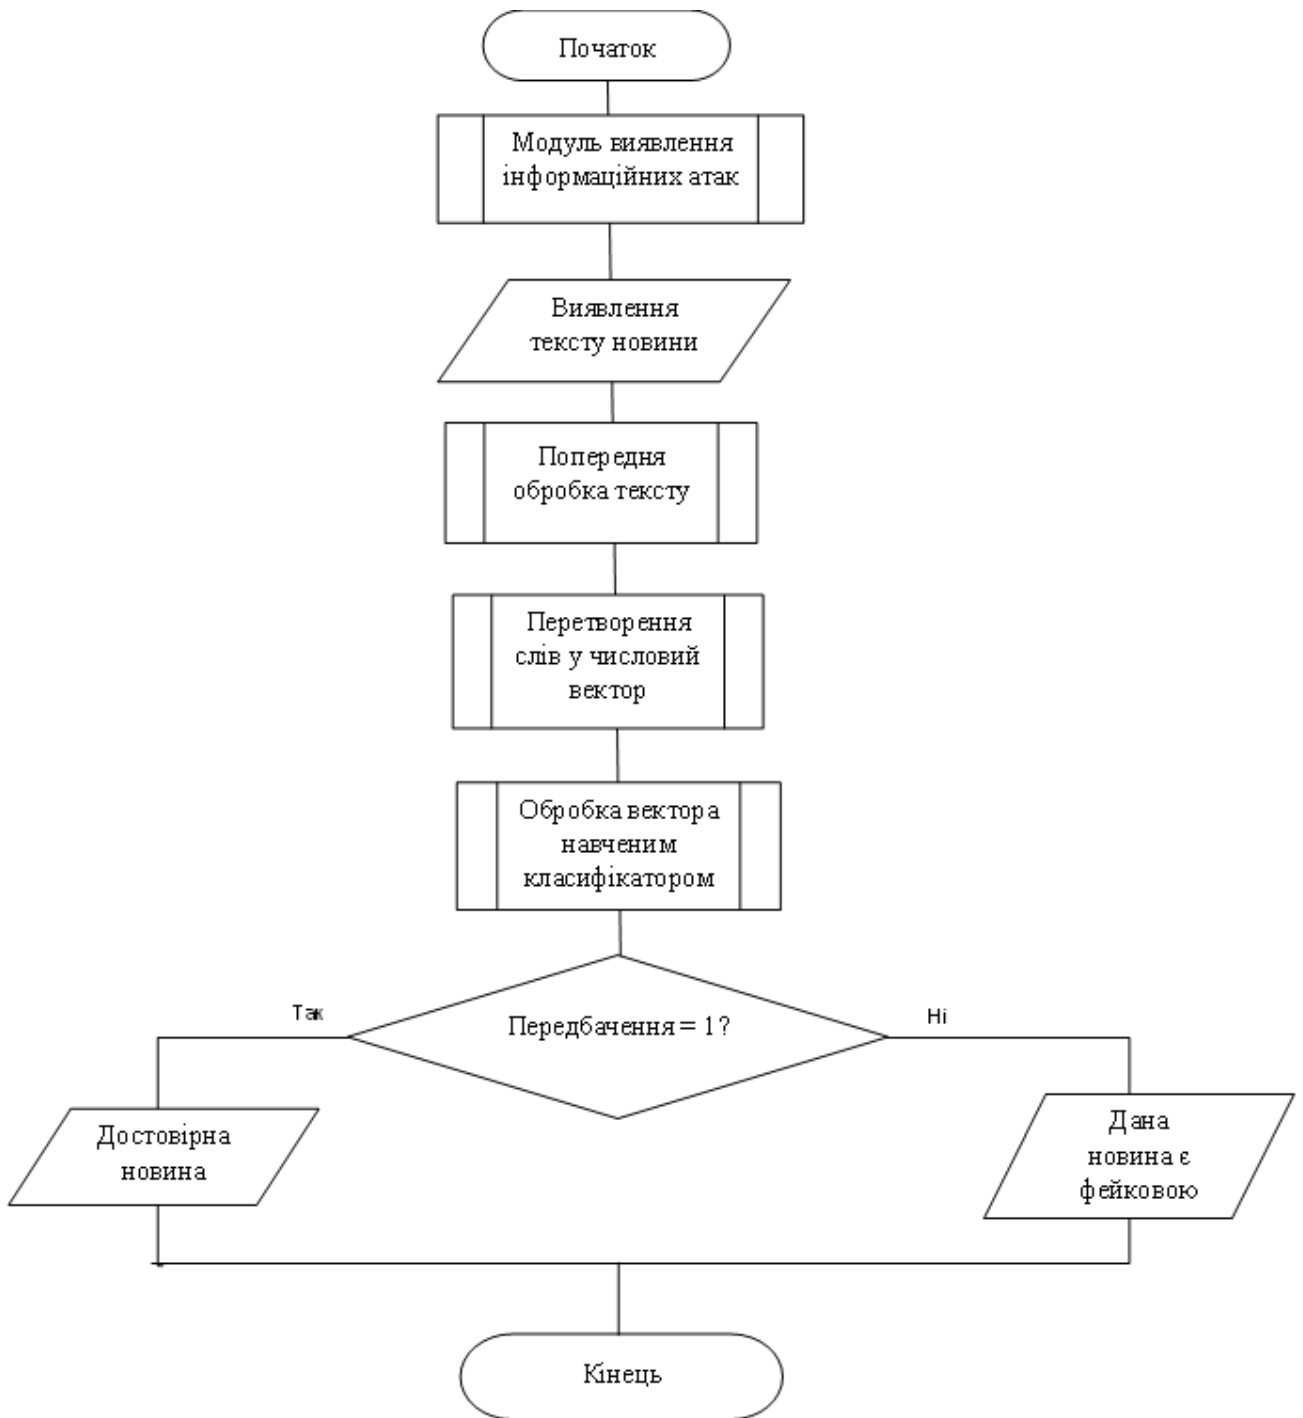 Початок
Модуль виявлення
інформаційних атак
Виявлення
тексту новини
Попередня
обробка тексту
Перетворення
слів у числовий
вектор
Обробка вектора
навченим
класифікатором
Передбачення = 1?
Так
Ні
Достовірна
новина
Дана
новина є
фейковою
Кінець